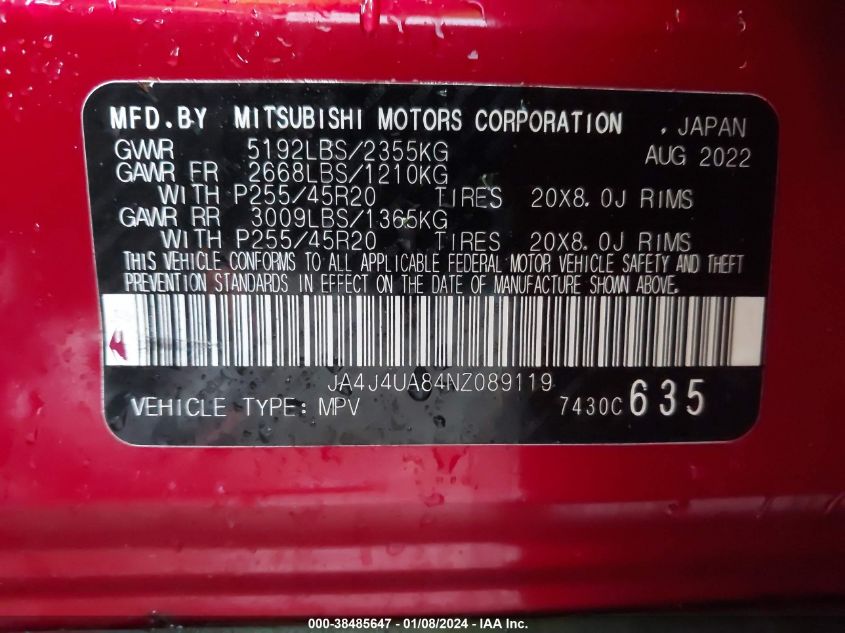 MFD.BY MITSUBISHI MOTORS CORPORATION , JAPAN
GVWR 5192LBS/2355KG AUG 2022
GAWR FR 2668LBS/1210KG
WITH P255/45R20 TIRES 20X8.0J RIMS
GAWR RR 3009LBS/1365KG
WITH P255/45R20 TIRES 20X8.0J RIMS
THIS VEHICLE CONFORMS TO ALL APPLICABLE FEDERAL MOTOR VEHICLE SAFETY AND THEFT
PREVENTION STANDARDS IN EFFECT ON THE DATE OF MANUFACTURE SHOWN ABOVE.
JA4J4UA84NZ089119
VEHICLE TYPE: MPV 7430C 635
000-38485647 - 01/08/2024 - IAA Inc.